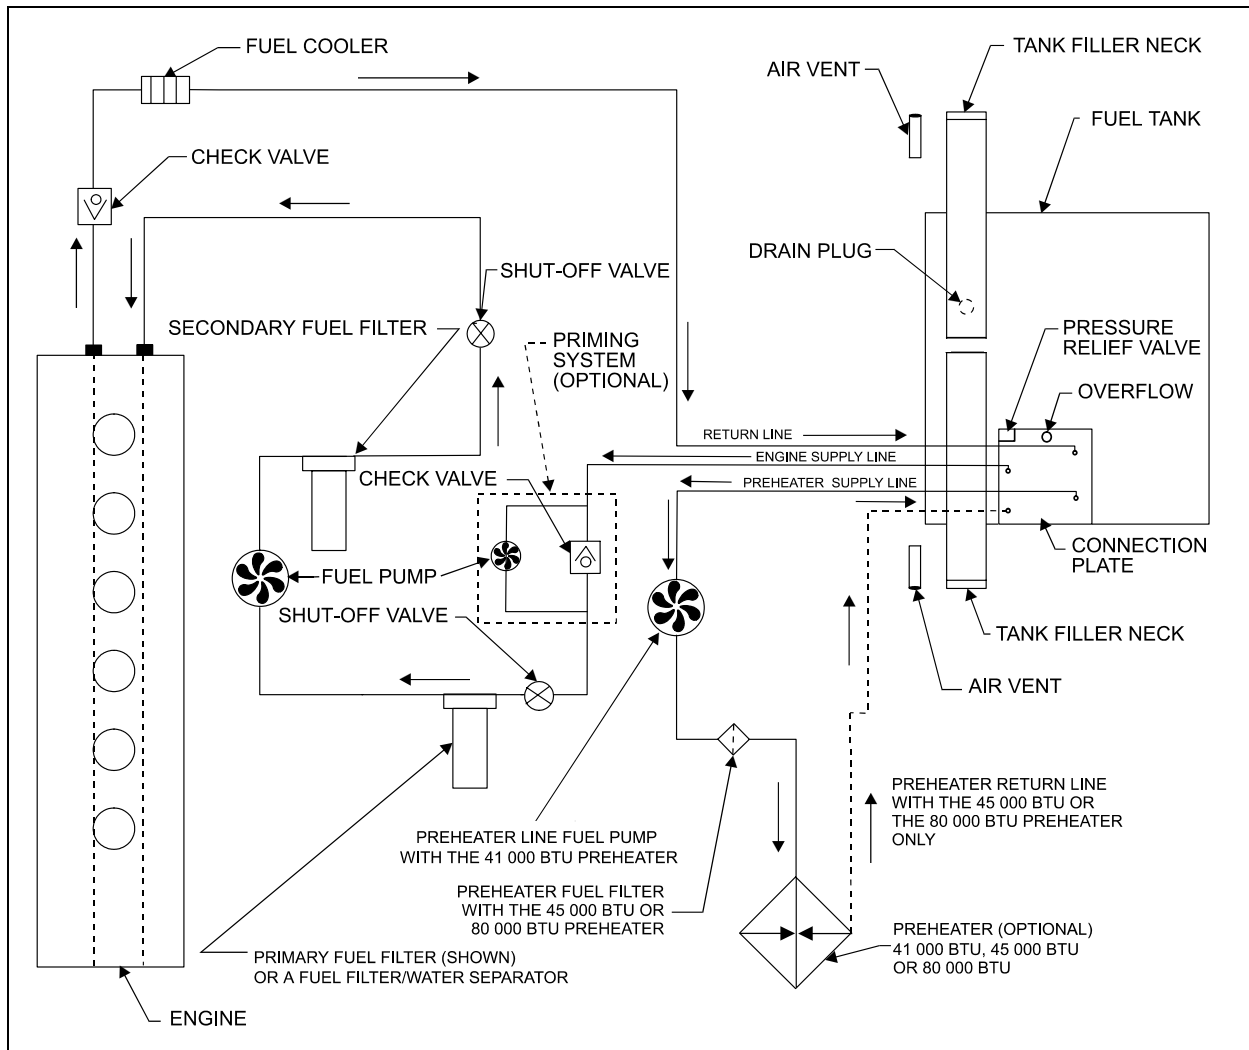 FUEL COOLER
TANK FILLER NECK
AIR VENT
FUEL TANK
CHECK VALVE
DRAIN PLUG
SHUT-OFF VALVE
SECONDARY FUEL FILTER
PRIMING
SYSTEM
(OPTIONAL)
PRESSURE
RELIEF VALVE
OVERFLOW
RETURN LINE
ENGINE SUPPLY LINE
CHECK VALVE
PREHEATER SUPPLY LINE
CONNECTION
PLATE
FUEL PUMP
SHUT-OFF VALVE
TANK FILLER NECK
AIR VENT
PREHEATER RETURN LINE
WITH THE 45 000 BTU OR
THE 80 000 BTU PREHEATER
ONLY
PREHEATER LINE FUEL PUMP
WITH THE 41 000 BTU PREHEATER
PREHEATER FUEL FILTER
WITH THE 45 000 BTU OR
80 000 BTU PREHEATER
PREHEATER (OPTIONAL)
41 000 BTU, 45 000 BTU
OR 80 000 BTU
PRIMARY FUEL FILTER (SHOWN)
OR A FUEL FILTER/WATER SEPARATOR
ENGINE